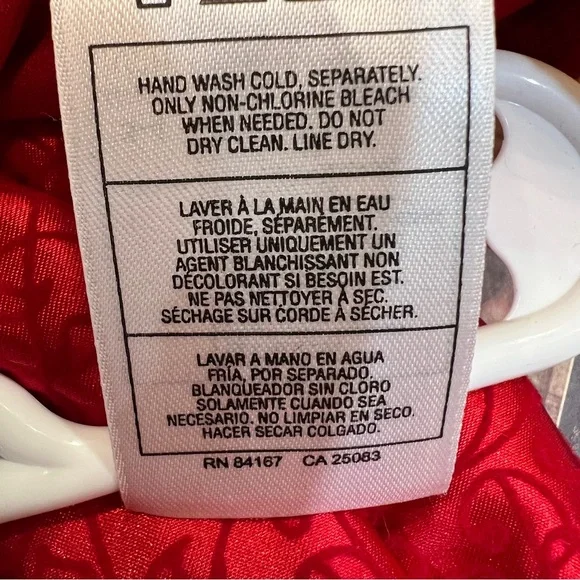 HAND WASH COLD, SEPARATELY.
ONLY NON-CHLORINE BLEACH
WHEN NEEDED. DO NOT
DRY CLEAN. LINE DRY.
LAVER À LA MAIN EN EAU
FROIDE, SÉPARÉMENT.
UTILISER UNIQUEMENT UN
AGENT BLANCHISSANT NON
DÉCOLORANT SI BESOIN EST.
NE PAS NETTOYER À SEC.
SÉCHAGE SUR CORDE À SÉCHER.
LAVAR A MANO EN AGUA
FRÍA, POR SEPARADO.
BLANQUEADOR SIN CLORO
SOLAMENTE CUANDO SEA
NECESARIO. NO LIMPIAR EN SECO.
HACER SECAR COLGADO.
RN 84167 CA 25083